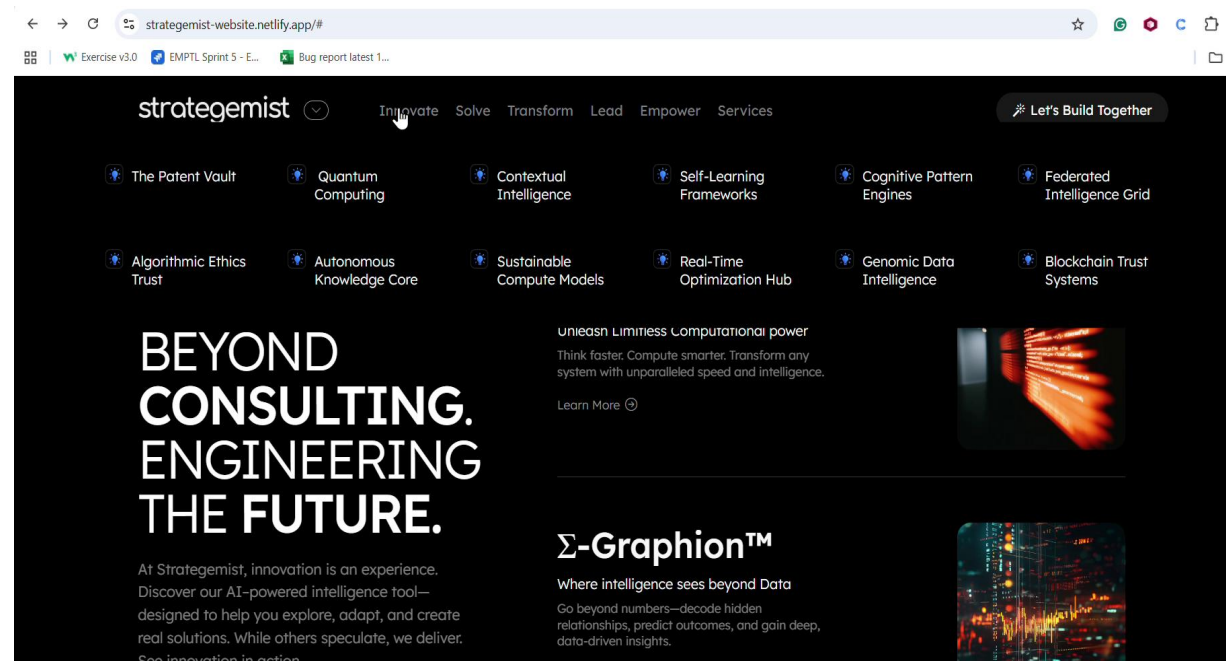 strategemist-website.netlify.app/#
Exercise v3.0 EMPTL Sprint 5 - E... Bug report latest 1...
strategemist Innovate Solve Transform Lead Empower Services Let's Build Together
The Patent Vault
Quantum
Computing
Contextual
Intelligence
Self-Learning
Frameworks
Cognitive Pattern
Engines
Federated
Intelligence Grid
Algorithmic Ethics
Trust
Autonomous
Knowledge Core
Sustainable
Compute Models
Real-Time
Optimization Hub
Genomic Data
Intelligence
Blockchain Trust
Systems
BEYOND
CONSULTING.
ENGINEERING
THE FUTURE.
At Strategemist, innovation is an experience.
Discover our AI-powered intelligence tool—
designed to help you explore, adapt, and create
real solutions. While others speculate, we deliver.
See innovation in action
Unleash Limitless Computational power
Think faster. Compute smarter. Transform any
system with unparalleled speed and intelligence.
Learn More
Σ-Graphion™
Where intelligence sees beyond Data
Go beyond numbers—decode hidden
relationships, predict outcomes, and gain deep,
data-driven insights.